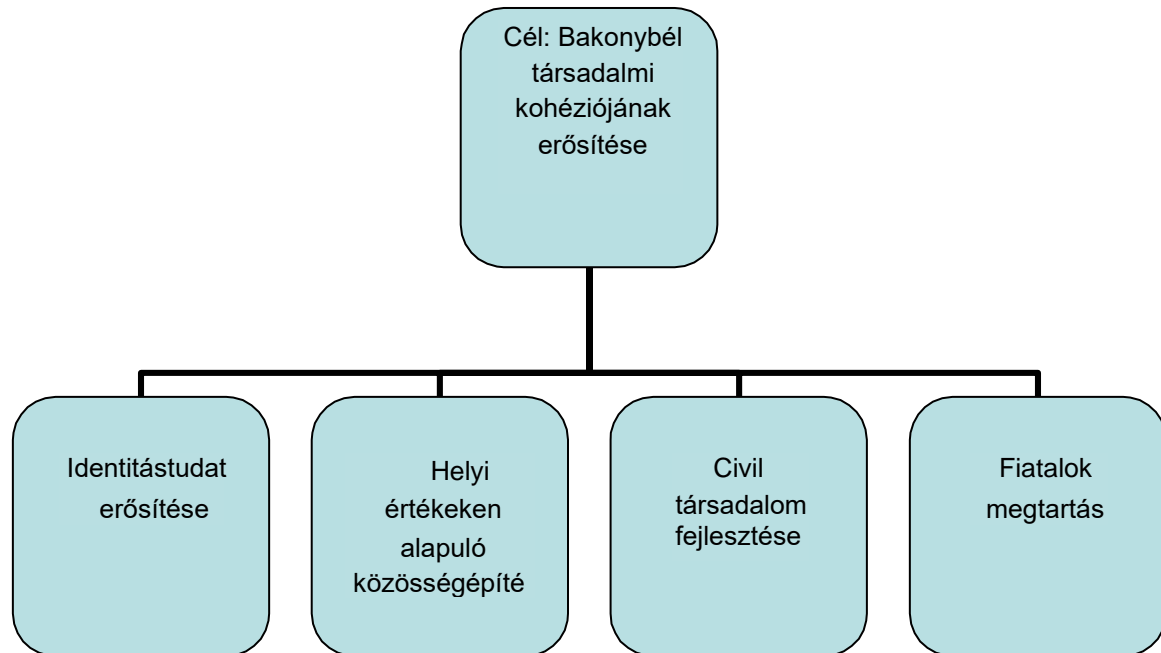 Cél: Bakonybél
társadalmi
kohéziójának
erősítése
Identitástudat
erősítése
Helyi
értékeken
alapuló
közösségépíté
Civil
társadalom
fejlesztése
Fiatalok
megtartás